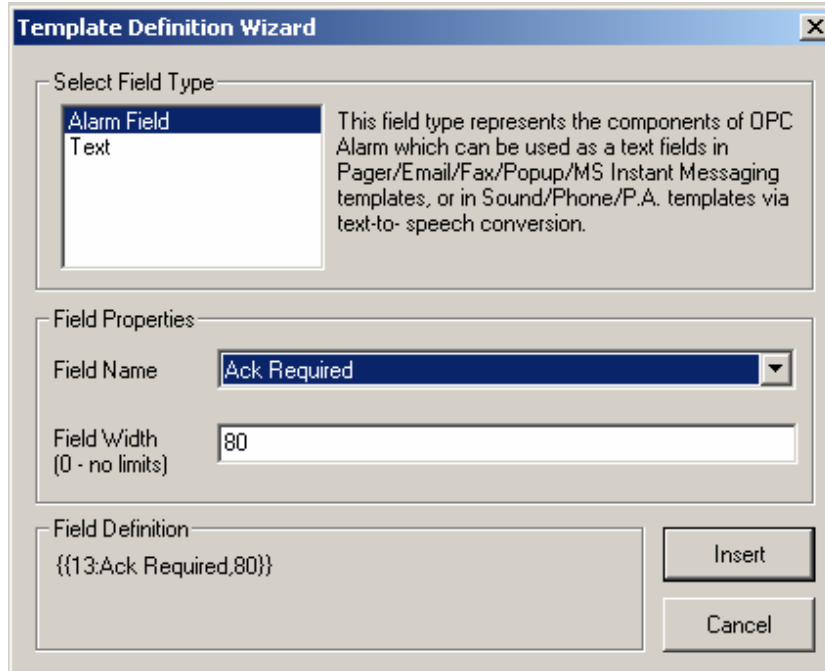 Template Definition Wizard
Select Field Type
Alarm Field
Text
This field type represents the components of OPC
Alarm which can be used as a text fields in
Pager/Email/Fax/Popup/MS Instant Messaging
templates, or in Sound/Phone/P.A. templates via
text-to- speech conversion.
Field Properties
Field Name
Ack Required
Field Width
(0 - no limits)
80
Field Definition
{{13:Ack Required,80}}
Insert
Cancel